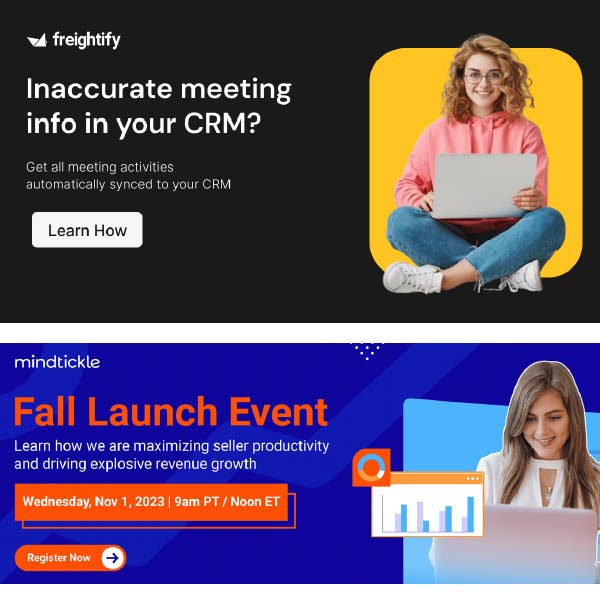 freightify
Inaccurate meeting
info in your CRM?
Get all meeting activities
automatically synced to your CRM
Learn How
mindtickle
Fall Launch Event
Learn how we are maximizing seller productivity
and driving explosive revenue growth
Wednesday, Nov 1, 2023 | 9am PT / Noon ET
Register Now